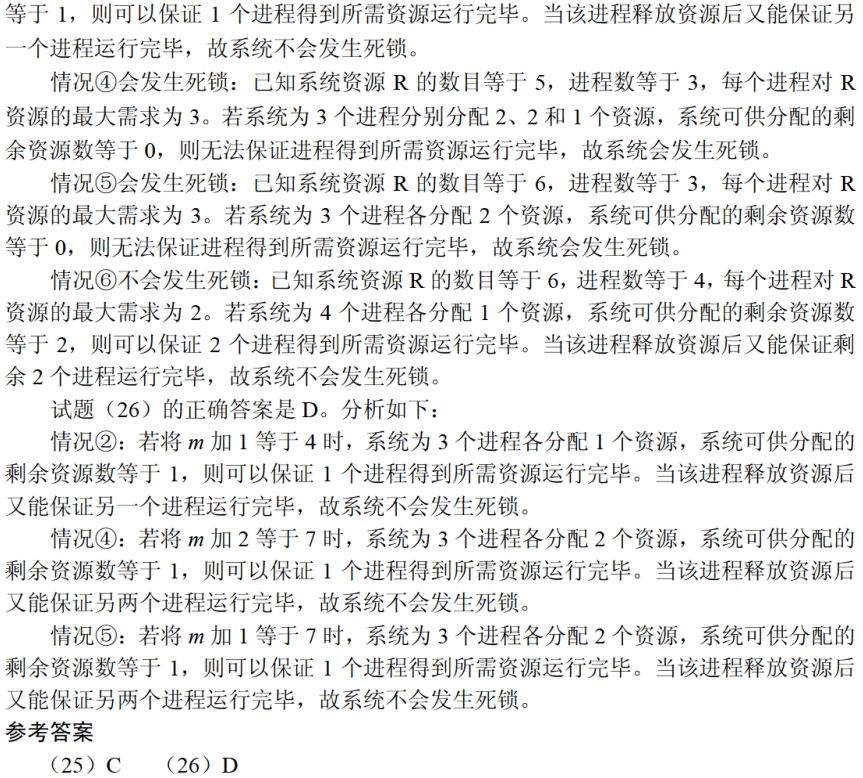 等于 1，则可以保证 1 个进程得到所需资源运行完毕。当该进程释放资源后又能保证另
一个进程运行完毕，故系统不会发生死锁。
情况④会发生死锁：已知系统资源 R 的数目等于 5，进程数等于 3，每个进程对 R
资源的最大需求为 3。若系统为 3 个进程分别分配 2、2 和 1 个资源，系统可供分配的剩
余资源数等于 0，则无法保证进程得到所需资源运行完毕，故系统会发生死锁。
情况⑤会发生死锁：已知系统资源 R 的数目等于 6，进程数等于 3，每个进程对 R
资源的最大需求为 3。若系统为 3 个进程各分配 2 个资源，系统可供分配的剩余资源数
等于 0，则无法保证进程得到所需资源运行完毕，故系统会发生死锁。
情况⑥不会发生死锁：已知系统资源 R 的数目等于 6，进程数等于 4，每个进程对 R
资源的最大需求为 2。若系统为 4 个进程各分配 1 个资源，系统可供分配的剩余资源数
等于 2，则可以保证 2 个进程得到所需资源运行完毕。当该进程释放资源后又能保证剩
余 2 个进程运行完毕，故系统不会发生死锁。
试题（26）的正确答案是 D。分析如下：
情况②：若将 m 加 1 等于 4 时，系统为 3 个进程各分配 1 个资源，系统可供分配的
剩余资源数等于 1，则可以保证 1 个进程得到所需资源运行完毕。当该进程释放资源后
又能保证另一个进程运行完毕，故系统不会发生死锁。
情况④：若将 m 加 2 等于 7 时，系统为 3 个进程各分配 2 个资源，系统可供分配的
剩余资源数等于 1，则可以保证 1 个进程得到所需资源运行完毕。当该进程释放资源后
又能保证另两个进程运行完毕，故系统不会发生死锁。
情况⑤：若将 m 加 1 等于 7 时，系统为 3 个进程各分配 2 个资源，系统可供分配的
剩余资源数等于 1，则可以保证 1 个进程得到所需资源运行完毕。当该进程释放资源后
又能保证另两个进程运行完毕，故系统不会发生死锁。
参考答案
（25）C （26）D